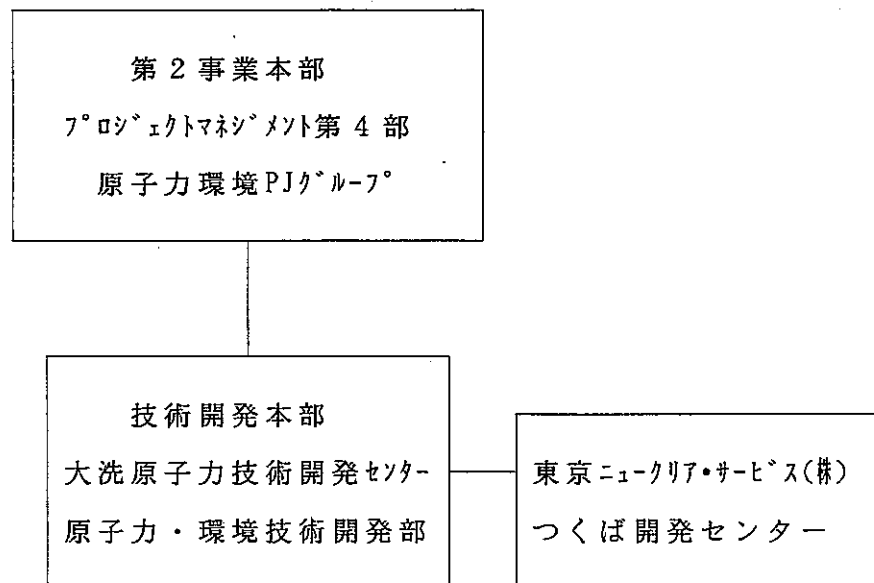 第2事業本部
ﾌﾟﾛｼﾞｪｸﾄﾏﾈｼﾞﾒﾝﾄ第4部
原子力環境PJｸﾞﾙｰﾌﾟ
技術開発本部
大洗原子力技術開発ｾﾝﾀｰ
原子力・環境技術開発部
東京ﾆｭｰｸﾘｱ・ｻｰﾋﾞｽ(株)
つくば開発センター